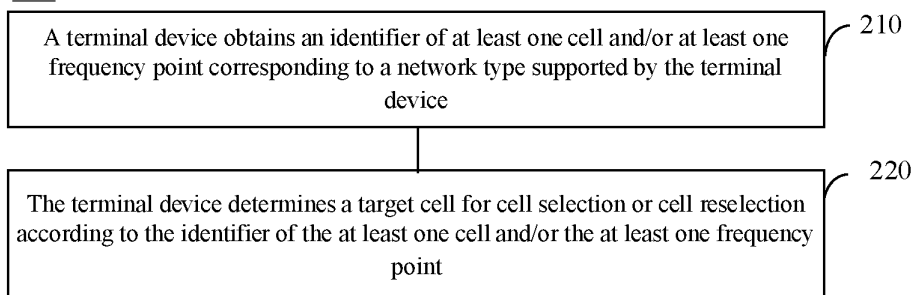 A terminal device obtains an identifier of at least one cell and/or at least one
210
frequency point corresponding to a network type supported by the terminal
device
220
The terminal device determines a target cell for cell selection or cell reselection
according to the identifier of the at least one cell and/or the at least one frequency
point